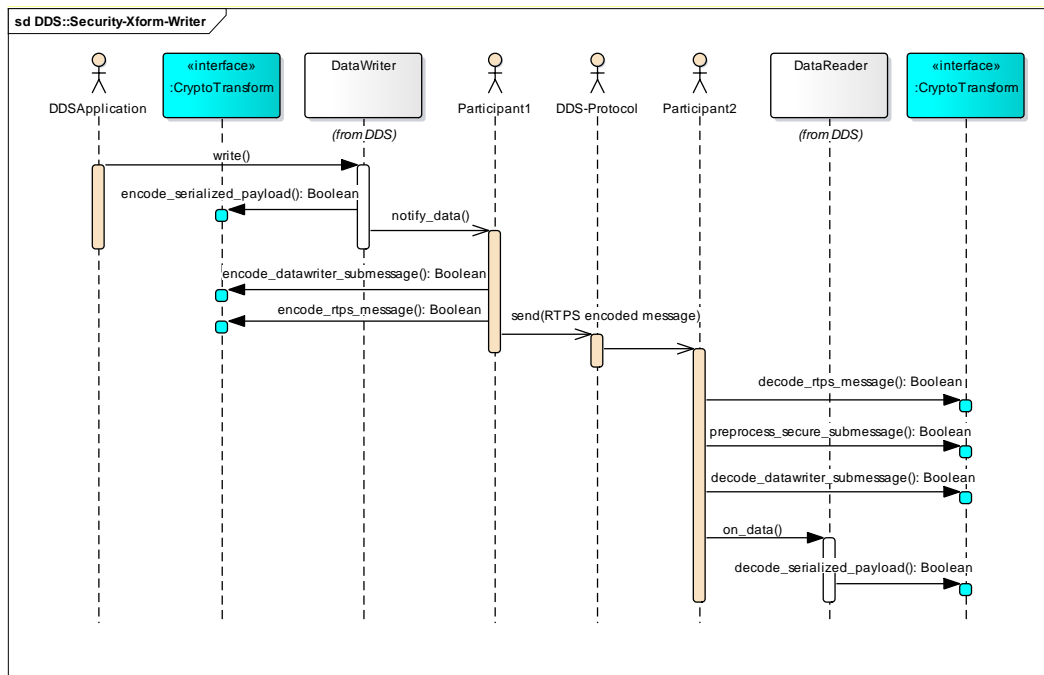 sd DDS::Security-Xform-Writer
«interface»
:CryptoTransform
DataWriter
DataReader
«interface»
:CryptoTransform
DDSApplication
Participant1
DDS-Protocol
Participant2
(from DDS)
(from DDS)
write()
encode_serialized_payload(): Boolean
notify_data()
encode_datawriter_submessage(): Boolean
encode_rtps_message(): Boolean
send(RTPS encoded message)
decode_rtps_message(): Boolean
preprocess_secure_submessage(): Boolean
decode_datawriter_submessage(): Boolean
on_data()
decode_serialized_payload(): Boolean